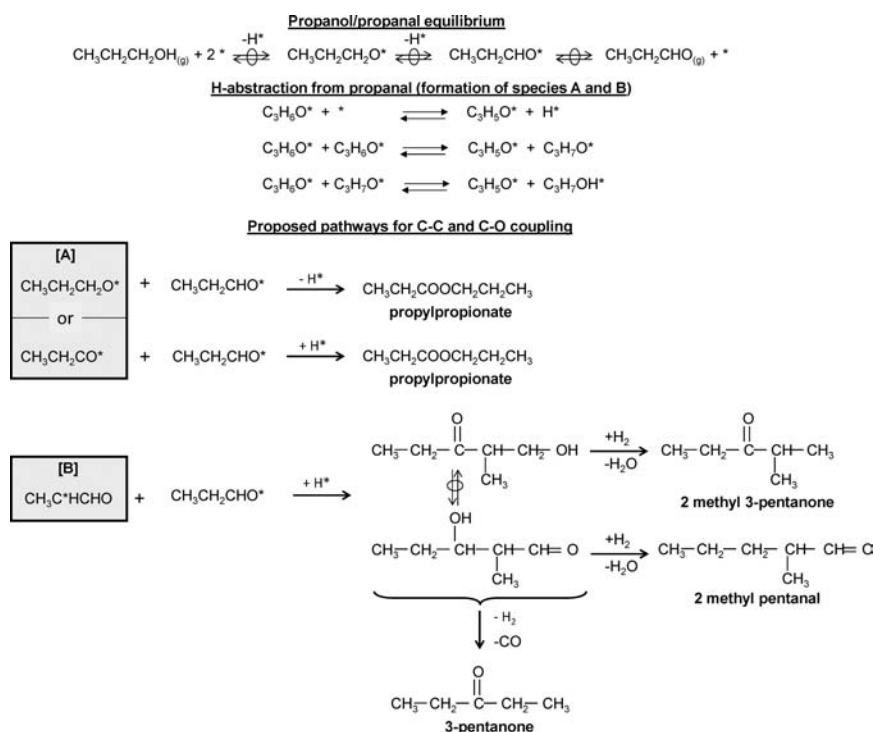 Propanol/propanal equilibrium
-H* -H*
CH₃CH₂CH₂OH(g) + 2 * CH₃CH₂CH₂O* CH₃CH₂CHO* CH₃CH₂CHO(g) + *
H-abstraction from propanal (formation of species A and B)
C₃H₆O* + * C₃H₅O* + H*
C₃H₆O* + C₃H₆O* C₃H₅O* + C₃H₇O*
C₃H₆O* + C₃H₇O* C₃H₅O* + C₃H₇OH*
Proposed pathways for C-C and C-O coupling
[A]
CH₃CH₂CH₂O* + CH₃CH₂CHO* - H* CH₃CH₂COOCH₂CH₂CH₃
propylpropionate
or
CH₃CH₂CO* + CH₃CH₂CHO* + H* CH₃CH₂COOCH₂CH₂CH₃
propylpropionate
[B]
CH₃C*HCHO + CH₃CH₂CHO* + H*
O
CH₃ CH₂ C CH CH₂ OH
CH₃
+H₂
-H₂O
O
CH₃ CH₂ C CH CH₃
CH₃
2 methyl 3-pentanone
OH
CH₃ CH₂ CH CH CH O
CH₃
+H₂
-H₂O
CH₃ CH₂ CH₂ CH CH O
CH₃
2 methyl pentanal
- H₂
-CO
O
CH₃ CH₂ C CH₂ CH₃
3-pentanone